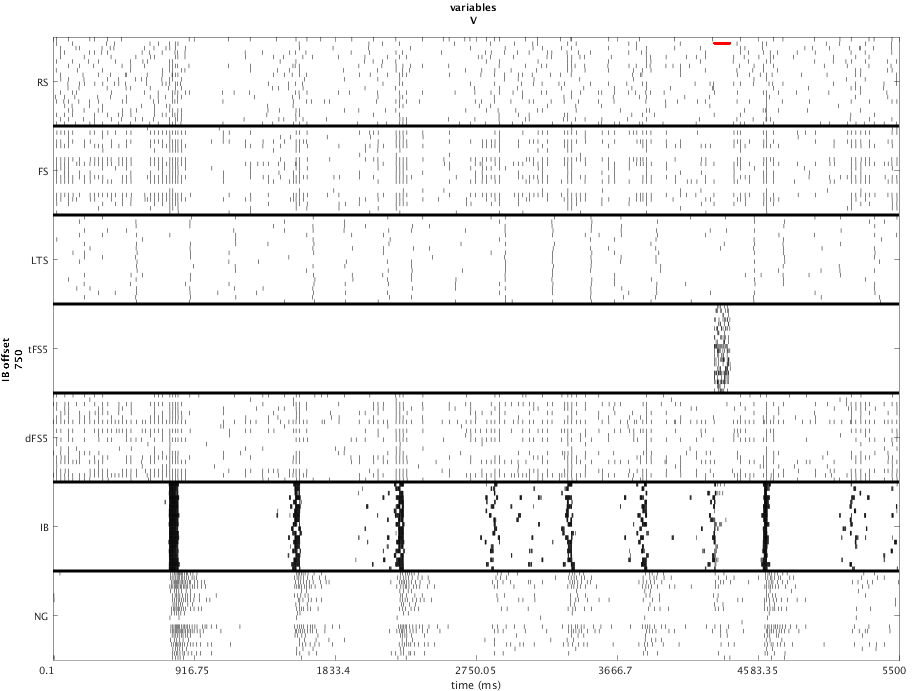 variables
V
RS
FS
LTS
tFS5
dFS5
IB
NG
IB offset
750
0.1
916.75
1833.4
2750.05
3666.7
4583.35
5500
time (ms)